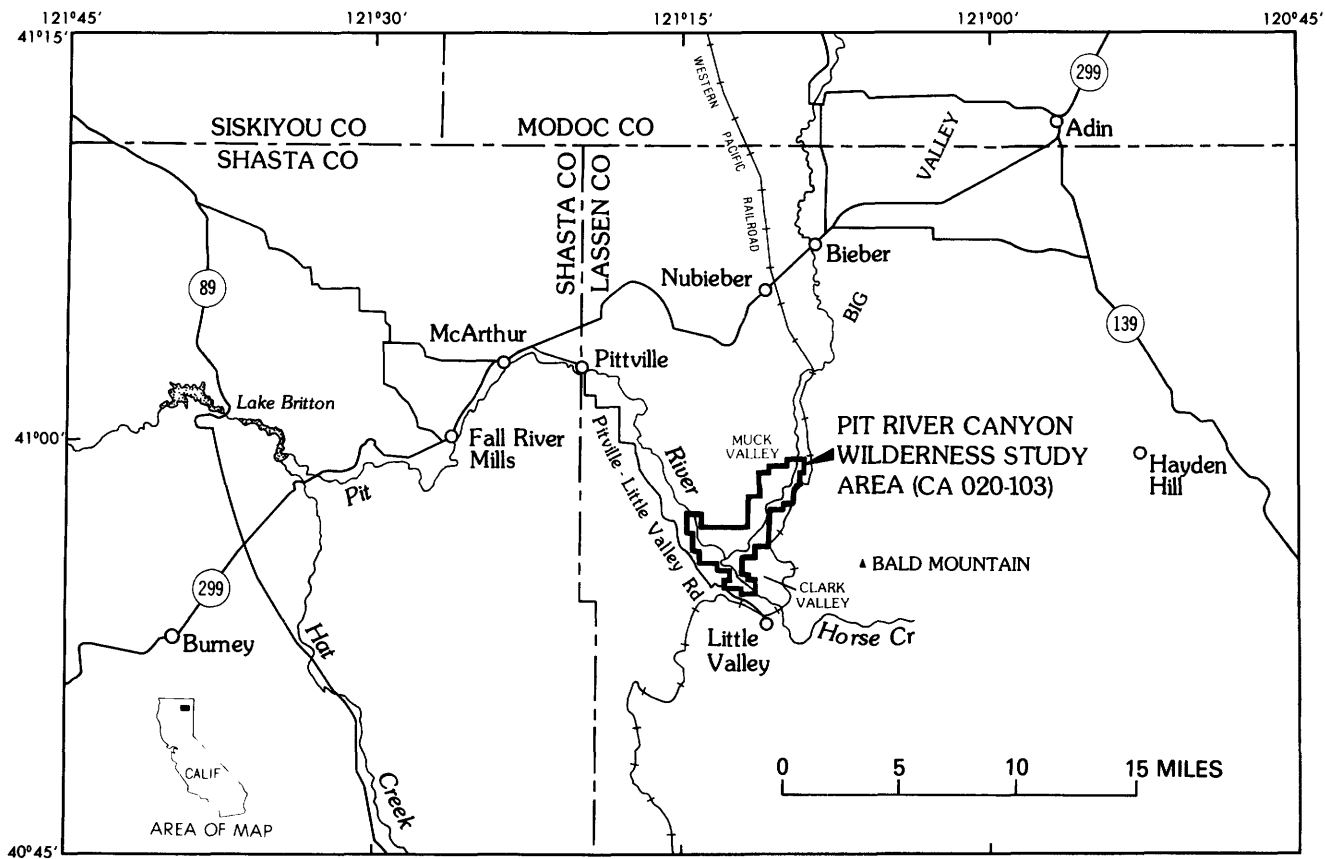 121°45'
121°30'
121°15'
121°00'
120°45'
41°15'
299
WESTERN PACIFIC RAILROAD
Adin
SISKIYOU CO
MODOC CO
SHASTA CO
VALLEY
SHASTA CO
LASSEN CO
Bieber
Nubieber
89
BIG
139
McArthur
Pittville
Lake Britton
41°00'
Fall River
Mills
Pit
River
Pitville-Little Valley Rd
MUCK
VALLEY
PIT RIVER CANYON
WILDERNESS STUDY
AREA (CA 020-103)
Hayden
Hill
BALD MOUNTAIN
CLARK
VALLEY
299
Burney
Hat
Creek
Little
Valley
Horse Cr
CALIF
AREA OF MAP
0 5 10 15 MILES
40°45'